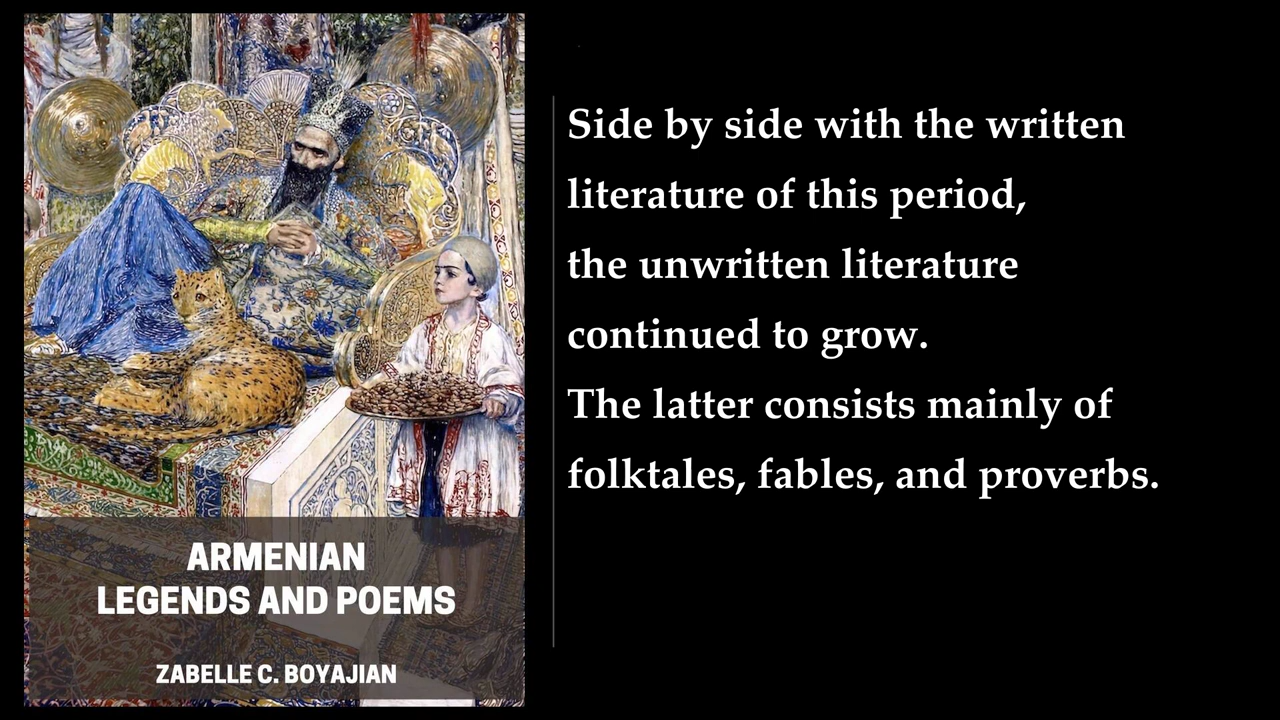 ARMENIAN
LEGENDS AND POEMS
ZABELLE C. BOYAJIAN
Side by side with the written
literature of this period,
the unwritten literature
continued to grow.
The latter consists mainly of
folktales, fables, and proverbs.